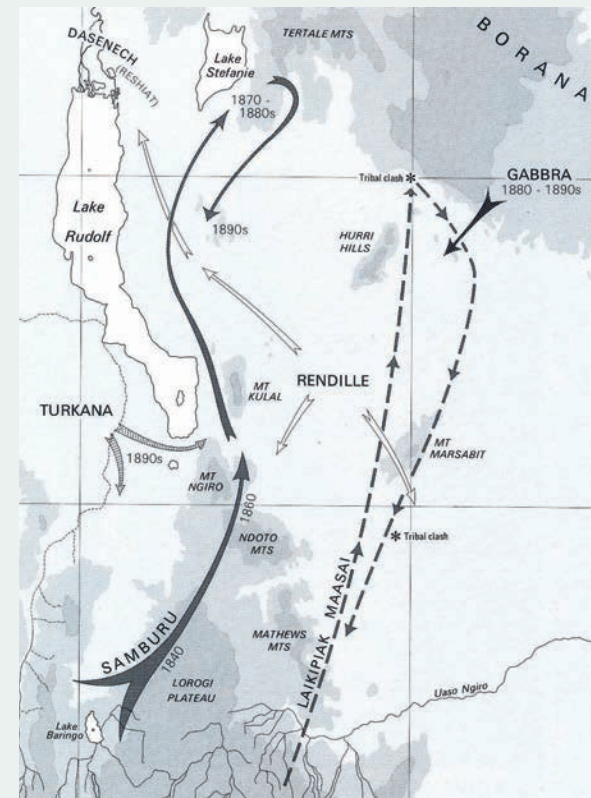 DASENECH
(RESHIAT)
Lake
Stefanie
TERTALE MTS
BORANA
1870 -
1880s
Tribal clash *
GABBRA
1880 - 1890s
Lake
Rudolf
1890s
HURRI
HILLS
MT
KULAL
RENDILLE
TURKANA
1890s
MT
NGIRO
MT
MARSABIT
1860
NDOTO
MTS
* Tribal clash
SAMBURU
1840
MATHEWS
MTS
LAIKIPIAK MAASAI
LOROGI
PLATEAU
Uaso Ngiro
Lake
Baringo